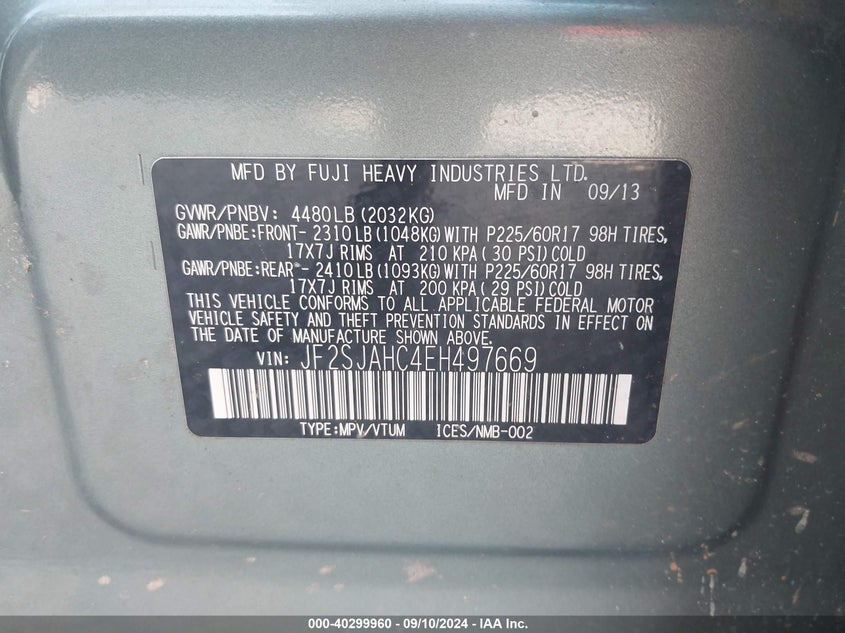 MFD BY FUJI HEAVY INDUSTRIES LTD.
MFD IN 09/13
GVWR/PNBV: 4480LB (2032KG)
GAWR/PNBE:FRONT- 2310LB (1048KG) WITH P225/60R17 98H TIRES,
17X7J RIMS AT 210 KPA ( 30 PSI) COLD
GAWR/PNBE:REAR - 2410LB (1093KG) WITH P225/60R17 98H TIRES,
17X7J RIMS AT 200 KPA ( 29 PSI) COLD
THIS VEHICLE CONFORMS TO ALL APPLICABLE FEDERAL MOTOR
VEHICLE SAFETY AND THEFT PREVENTION STANDARDS IN EFFECT ON
THE DATE OF MANUFACTURE SHOWN ABOVE.
VIN: JF2SJAHC4EH497669
TYPE:MPV/VTUM ICES/NMB-002
000-40299960 - 09/10/2024 - IAA Inc.